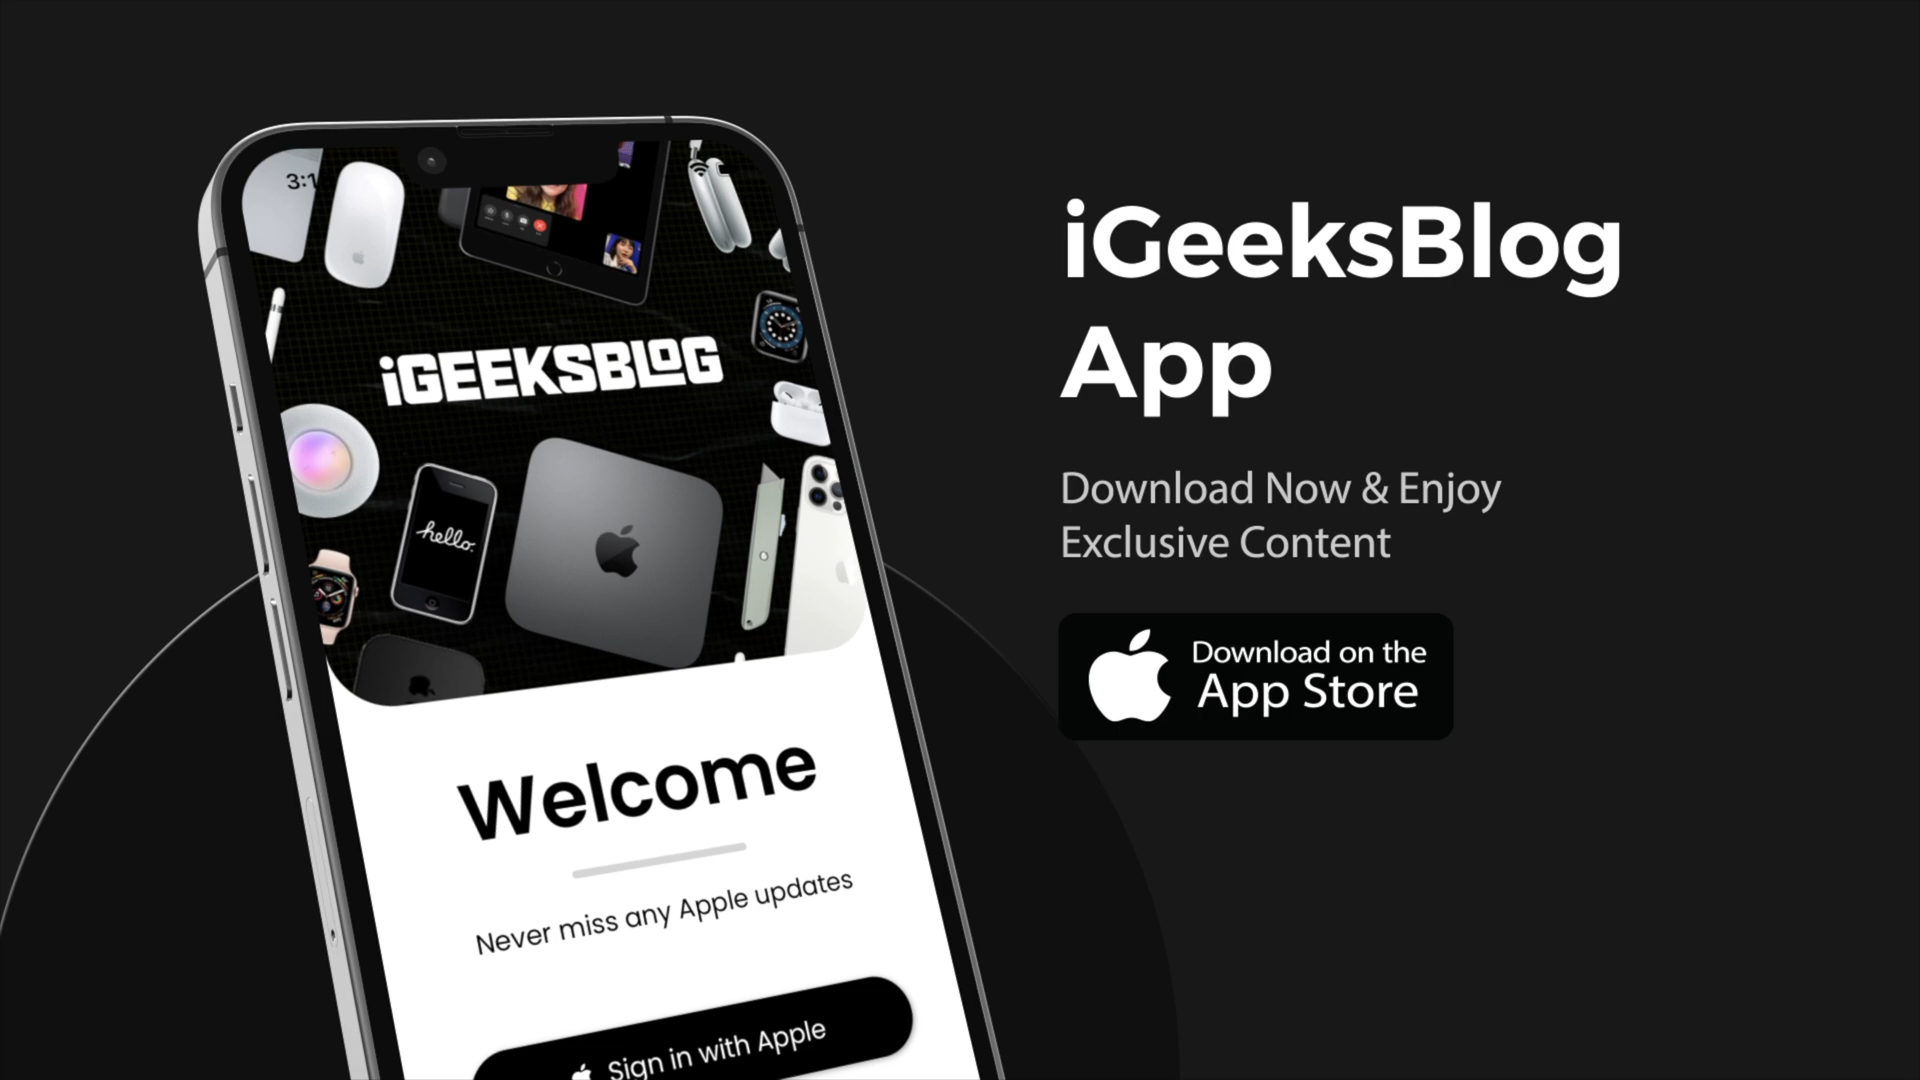 3:1
iGEEKSBLOG
hello.
Welcome
Never miss any Apple updates
Sign in with Apple
iGeeksBlog
App
Download Now & Enjoy
Exclusive Content
Download on the
App Store